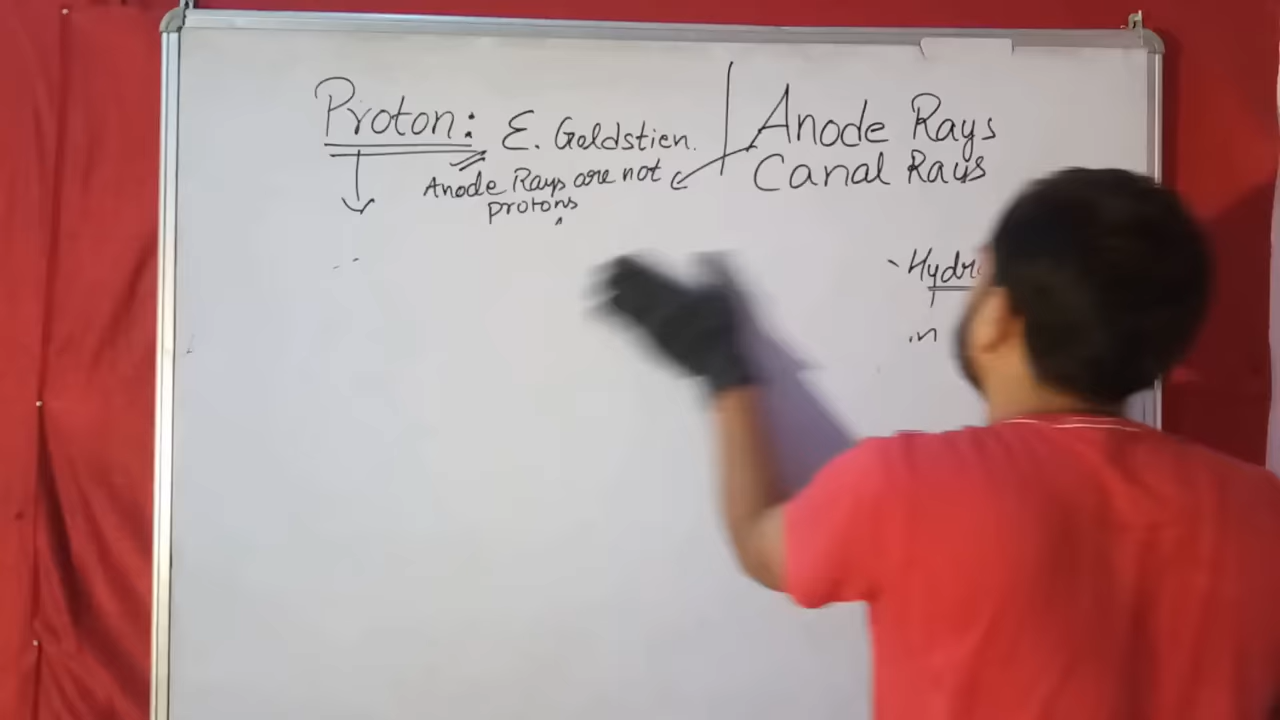 Proton: E. Goldstien.
Anode Rays are not
protons
Anode Rays
Canal Rays